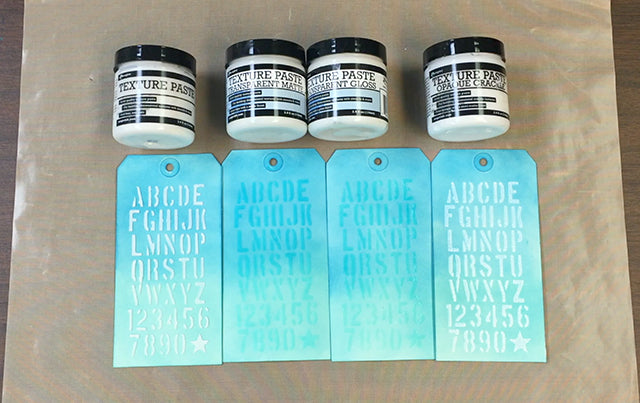 TEXTURE PASTE
TEXTURE PASTE
TRANSPARENT MATTE
TEXTURE PASTE
TRANSPARENT GLOSS
TEXTURE PASTE
OPAQUE CRACKLE
ABCDE
FGHIJK
LMNOP
QRSTU
VWXYZ
123456
7890
ABCDE
FGHIJK
LMNOP
QRSTU
VWXYZ
123456
7890
ABCDE
FGHIJK
LMNOP
QRSTU
VWXYZ
123456
7890
ABCDE
FGHIJK
LMNOP
QRSTU
VWXYZ
123456
7890